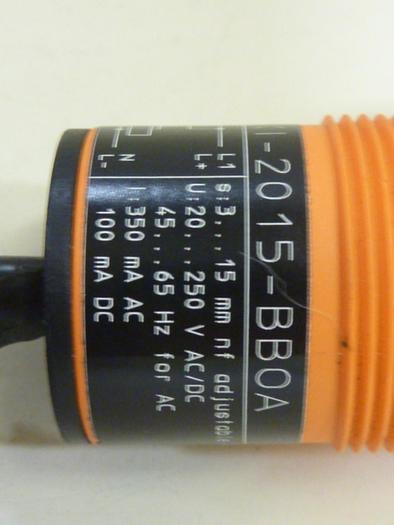 I-2015-BBOA
L1 s:3...15 mm nf adjustable
L+ U:20...250 V AC/DC
45...65 Hz for AC
N I:350 mA AC
L- 100 mA DC